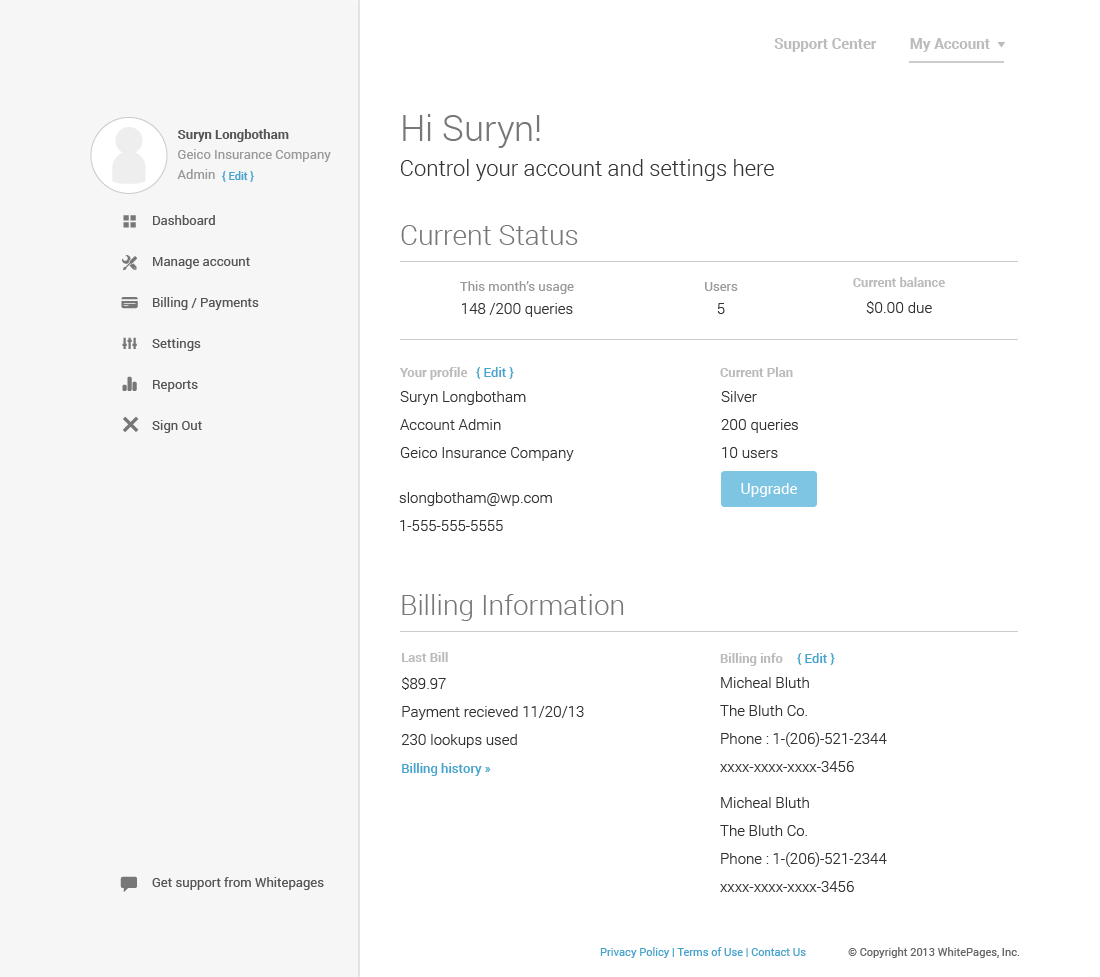 Support Center
My Account
Suryn Longbotham
Geico Insurance Company
Admin { Edit }
Dashboard
Manage account
Billing / Payments
Settings
Reports
Sign Out
Get support from Whitepages
Hi Suryn!
Control your account and settings here
Current Status
This month's usage
148 /200 queries
Users
5
Current balance
$0.00 due
Your profile { Edit }
Suryn Longbotham
Account Admin
Geico Insurance Company
slongbotham@wp.com
1-555-555-5555
Current Plan
Silver
200 queries
10 users
Upgrade
Billing Information
Last Bill
$89.97
Payment recieved 11/20/13
230 lookups used
Billing history »
Billing info { Edit }
Micheal Bluth
The Bluth Co.
Phone : 1-(206)-521-2344
xxxx-xxxx-xxxx-3456
Micheal Bluth
The Bluth Co.
Phone : 1-(206)-521-2344
xxxx-xxxx-xxxx-3456
Privacy Policy | Terms of Use | Contact Us
© Copyright 2013 WhitePages, Inc.